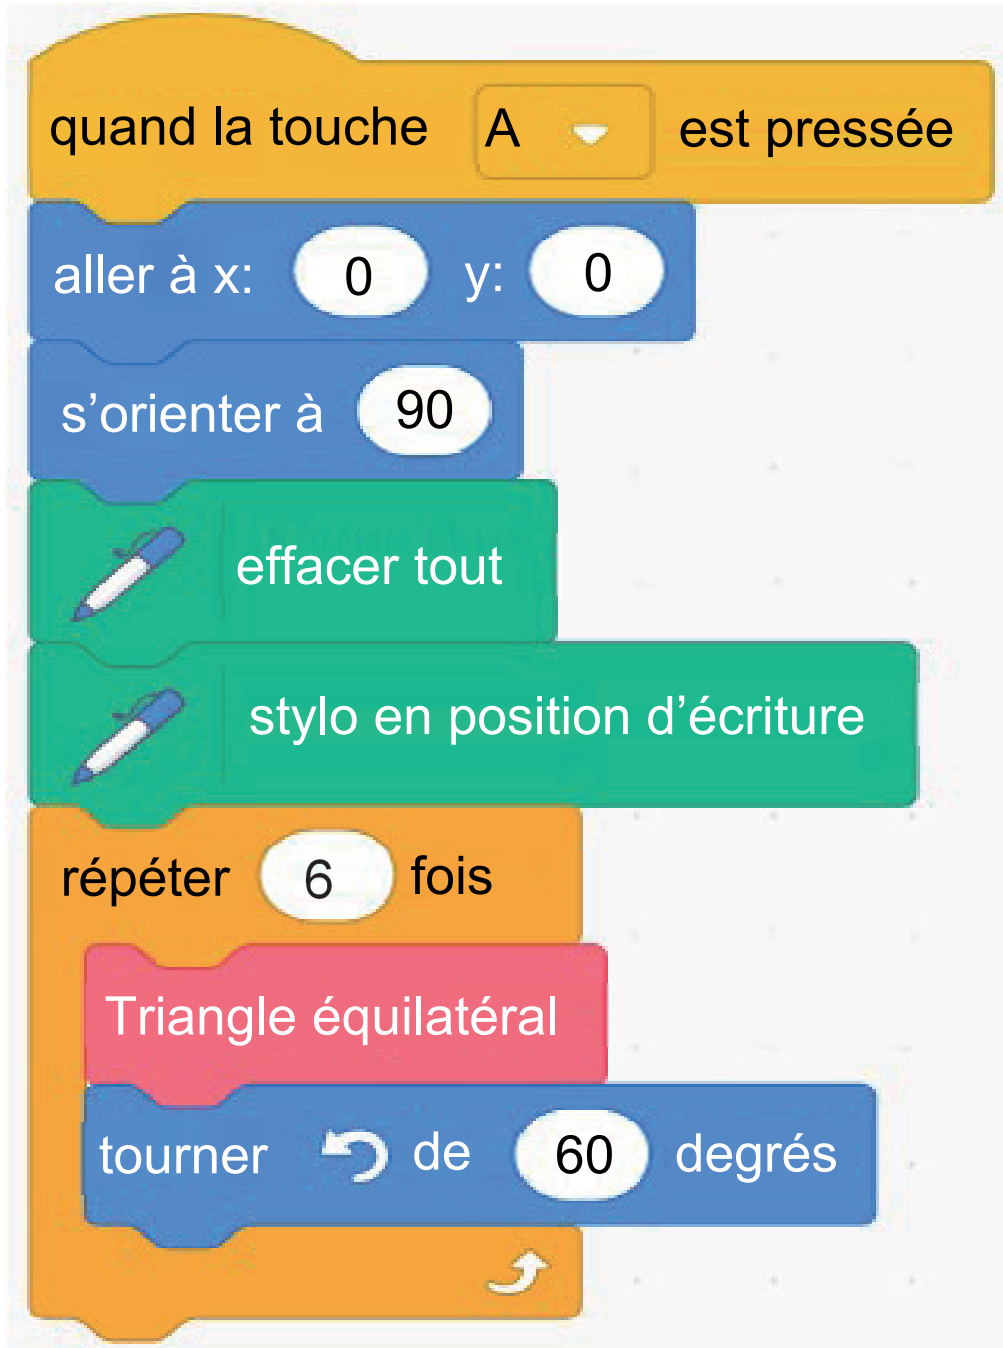 quand la touche A est pressée
aller à x: 0 y: 0
s’orienter à 90
effacer tout
stylo en position d’écriture
répéter 6 fois
Triangle équilatéral
tourner de 60 degrés